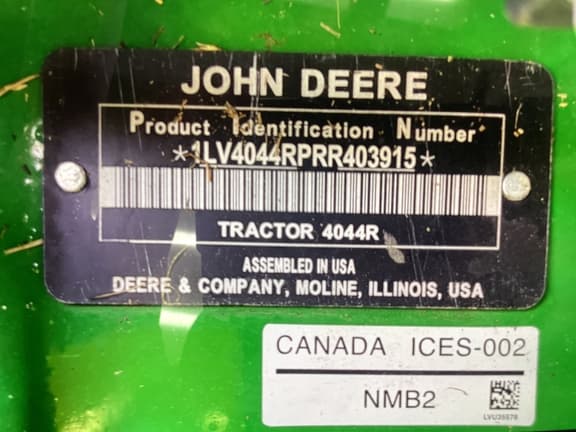 JOHN DEERE
Product Identification Number
*1LV4044RPRR403915*
TRACTOR 4044R
ASSEMBLED IN USA
DEERE & COMPANY, MOLINE, ILLINOIS, USA
CANADA ICES-002
NMB2